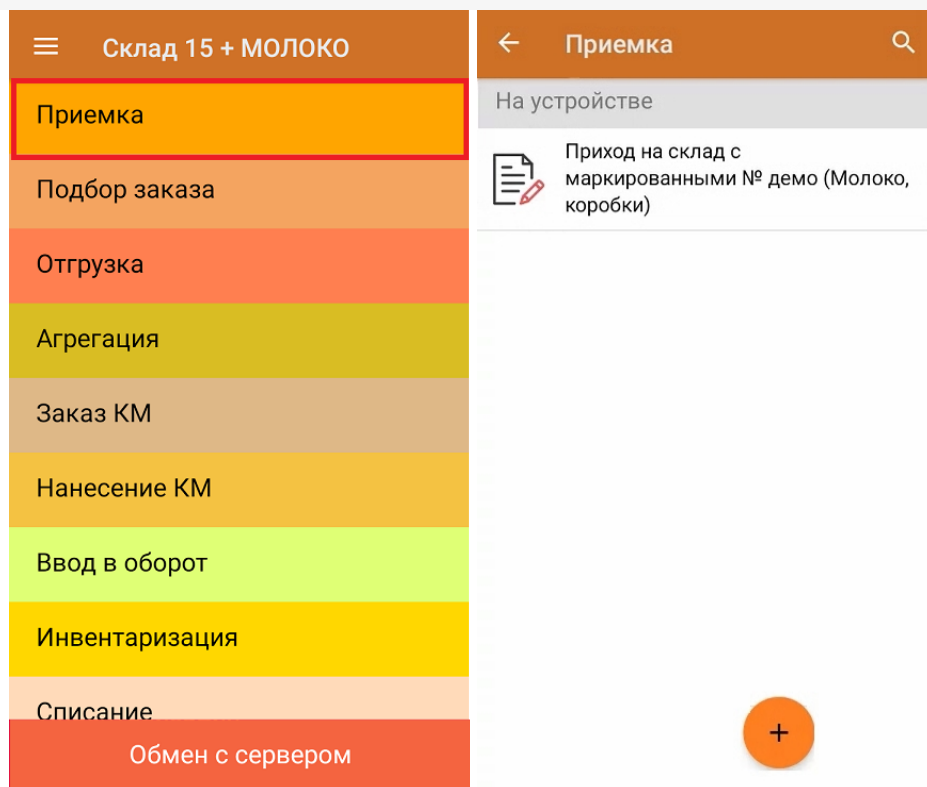 Склад 15 + МОЛОКО
Приемка
Подбор заказа
Отгрузка
Агрегация
Заказ КМ
Нанесение КМ
Ввод в оборот
Инвентаризация
Списание
Обмен с сервером
Приемка
На устройстве
Приход на склад с
маркированными № демо (Молоко,
коробки)
+